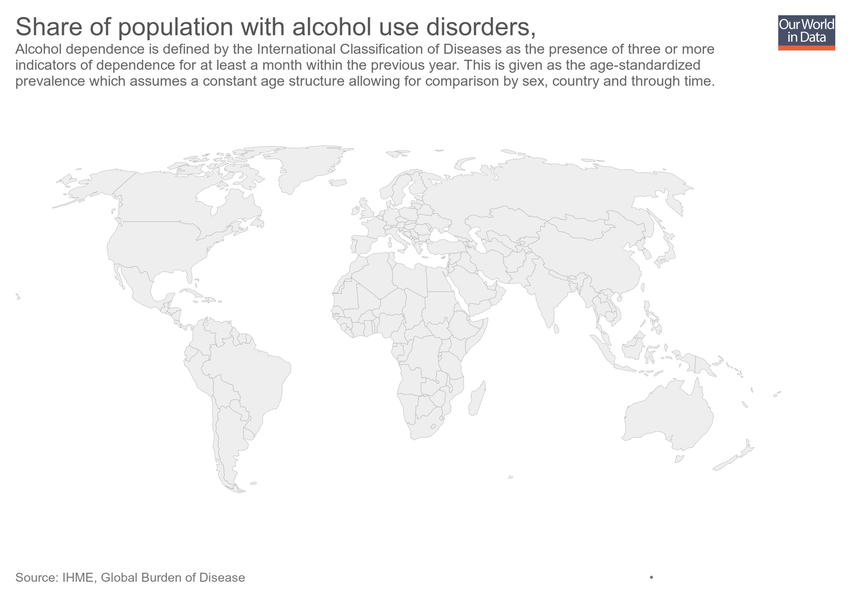 Share of population with alcohol use disorders,
Our World
in Data
Alcohol dependence is defined by the International Classification of Diseases as the presence of three or more
indicators of dependence for at least a month within the previous year. This is given as the age-standardized
prevalence which assumes a constant age structure allowing for comparison by sex, country and through time.
Source: IHME, Global Burden of Disease
•